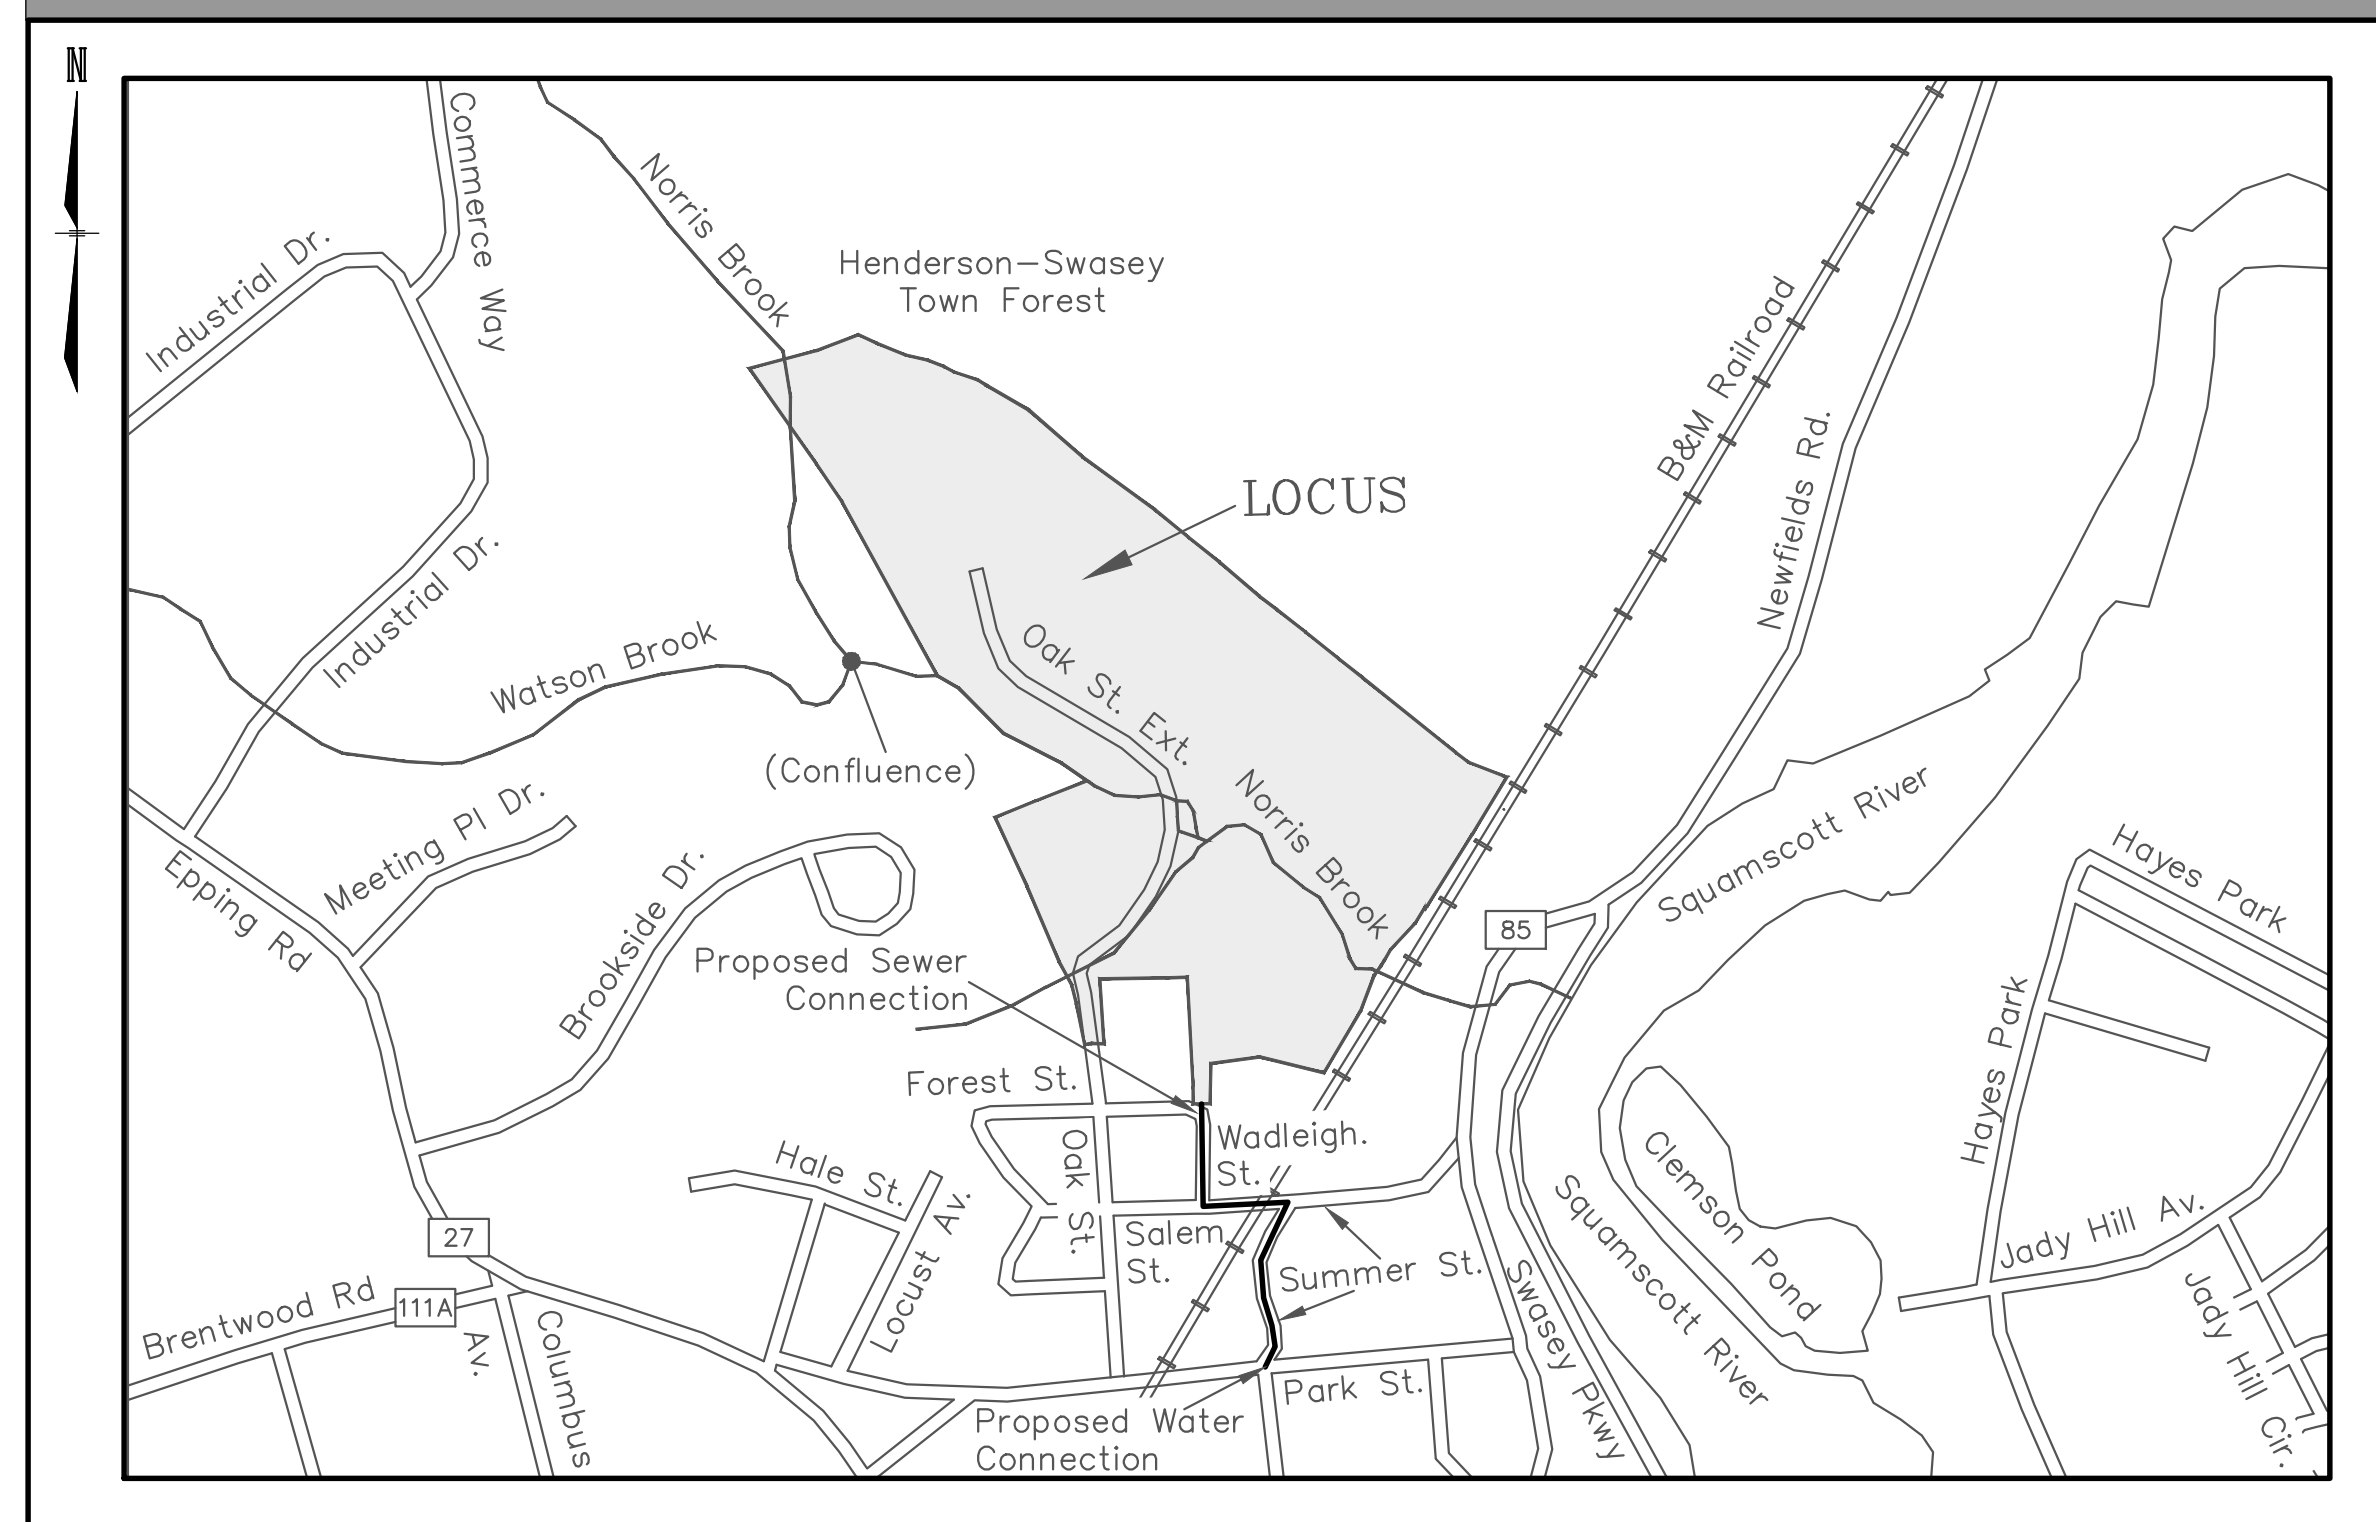 N
Commerce Way
Industrial Dr.
Norris Brook
Henderson-Swasey
Town Forest
B&M Railroad
Newfields Rd.
LOCUS
Industrial Dr.
Watson Brook
Oak St. Ext.
(Confluence)
Norris Brook
Squamscott River
Meeting Pl Dr.
Epping Rd
Brookside Dr.
Hayes Park
85
Proposed Sewer
Connection
Hayes Park
Forest St.
Wadleigh.
St.
Oak St.
Hale St.
Locust Av.
Clemson Pond
Squamscott River
Jady Hill Av.
27
Salem
St.
Summer St.
Swasey Pkwy
Jady Hill Cir.
Brentwood Rd
111A
Av.
Columbus
Park St.
Proposed Water
Connection